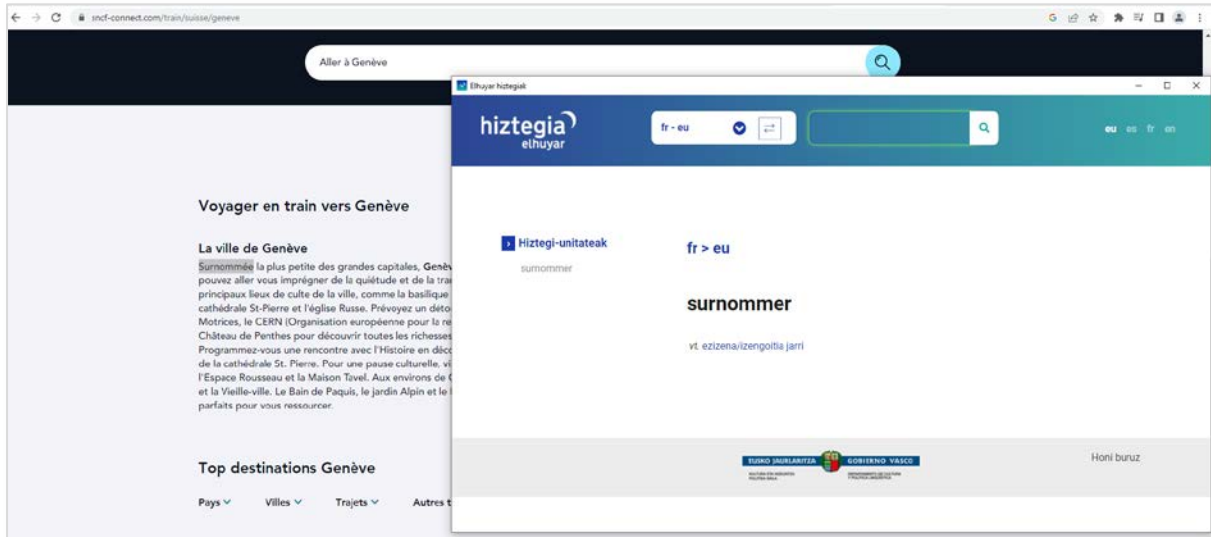 sncf-connect.com/train/suisse/geneve
Aller à Genève
Voyager en train vers Genève
La ville de Genève
Surnommée la plus petite des grandes capitales, Genèv
pouvez aller vous imprégner de la quiétude et de la tra
principaux lieux de culte de la ville, comme la basilique
cathédrale St-Pierre et l'église Russe. Prévoyez un déto
Motrices, le CERN (Organisation européenne pour la re
Château de Penthes pour découvrir toutes les richesses
Programmez-vous une rencontre avec l'Histoire en déco
de la cathédrale St. Pierre. Pour une pause culturelle, vi
l'Espace Rousseau et la Maison Tavel. Aux environs de
et la Vieille-ville. Le Bain de Paquis, le jardin Alpin et le
parfaits pour vous ressourcer.
Top destinations Genève
Pays Villes Trajets Autres t
Elhuyar hiztegiak
hiztegia
elhuyar
fr - eu
eu es fr en
Hiztegi-unitateak
surnommer
fr > eu
surnommer
vt. ezizena/izengoitia jarri
EUSKO JAURLARITZA GOBIERNO VASCO
Honi buruz